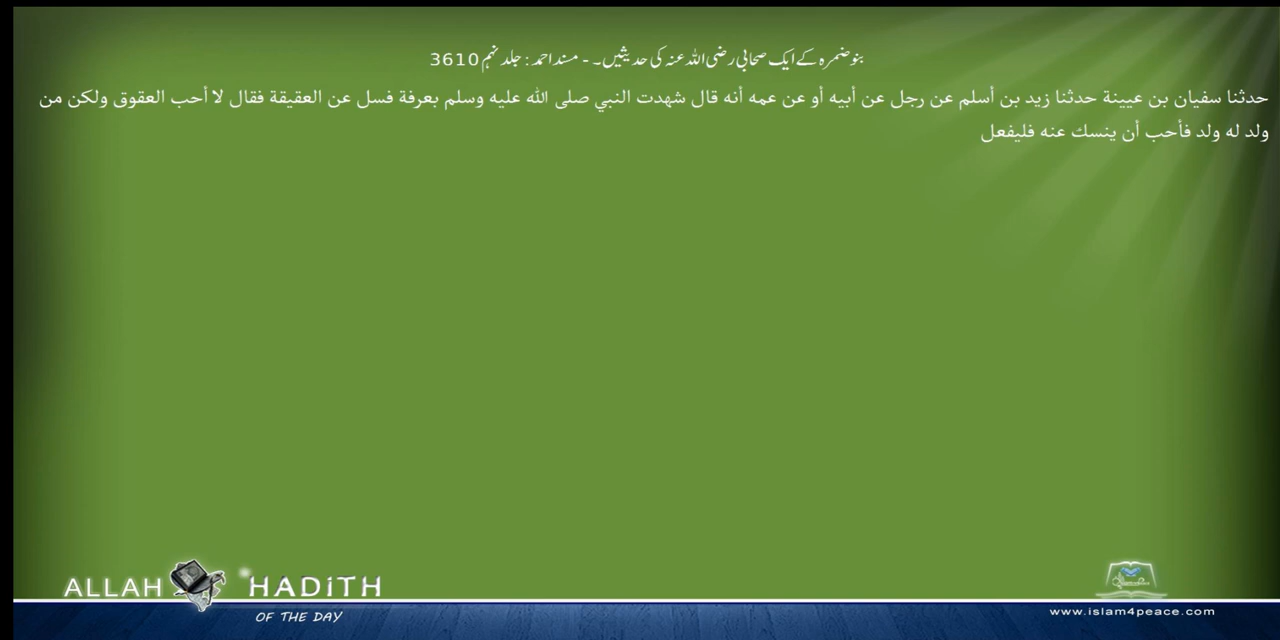 بنو ضمرہ کے ایک صحابی رضی اللہ عنہ کی حدیثیں۔ - مسند احمد : جلد نہم 3610
حدثنا سفيان بن عيينة حدثنا زيد بن أسلم عن رجل عن أبيه أو عن عمه أنه قال شهدت النبي صلى الله عليه وسلم بعرفة فسل عن العقيقة فقال لا أحب العقوق ولكن من
ولد له ولد فأحب أن ينسك عنه فليفعل
ALLAH HADITH
OF THE DAY
www.islam4peace.com